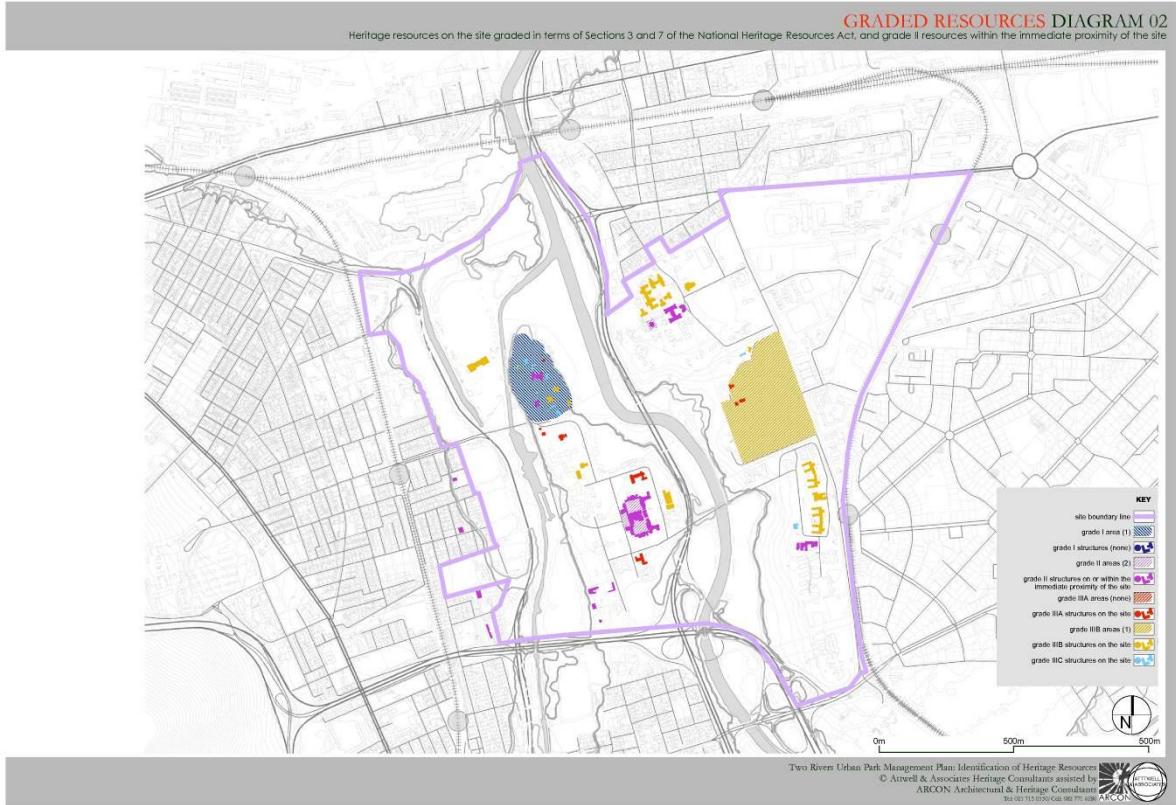 GRADED RESOURCES DIAGRAM 02
Heritage resources on the site graded in terms of Sections 3 and 7 of the National Heritage Resources Act, and grade II resources within the immediate proximity of the site
KEY
site boundary line
grade I area (1)
grade I structures (none)
grade II areas (2)
grade II structures on or within the
immediate proximity of the site
grade IIIA areas (none)
grade IIIA structures on the site
grade IIIB areas (1)
grade IIIB structures on the site
grade IIIC structures on the site
N
0m 500m 500m
Two Rivers Urban Park Management Plan: Identification of Heritage Resources
© Attwell & Associates Heritage Consultants assisted by
ARCON Architectural & Heritage Consultants
ARCON
ATTWELL
ASSOCIATES